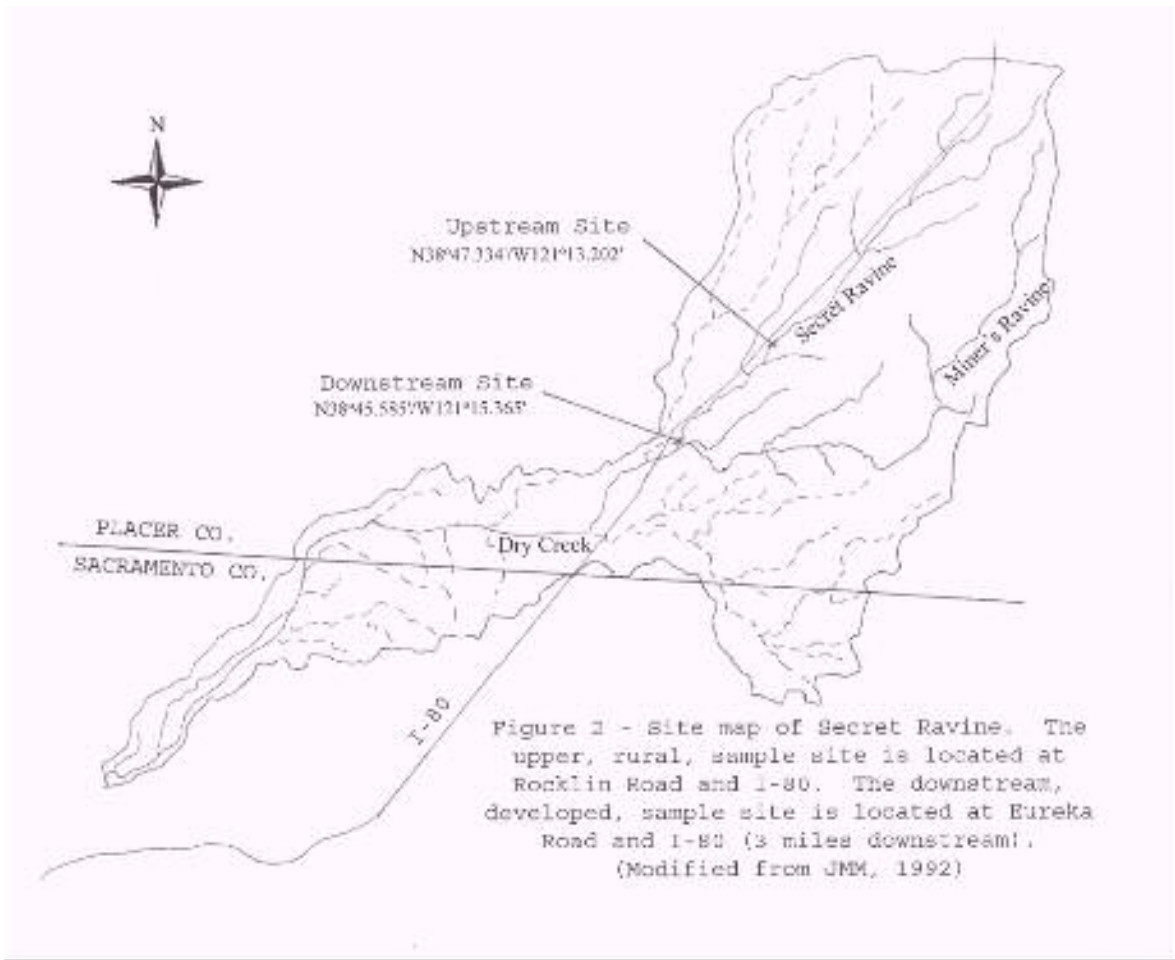 N
Upstream Site
N38°47.334'/W121°13.202'
Secret Ravine
Miner's Ravine
Downstream Site
N38°45.585'/W121°15.365'
PLACER CO.
SACRAMENTO CO.
Dry Creek
I-80
Figure 2 - Site map of Secret Ravine. The
upper, rural, sample site is located at
Rocklin Road and I-80. The downstream,
developed, sample site is located at Eureka
Road and I-80 (3 miles downstream).
(Modified from JMM, 1992)